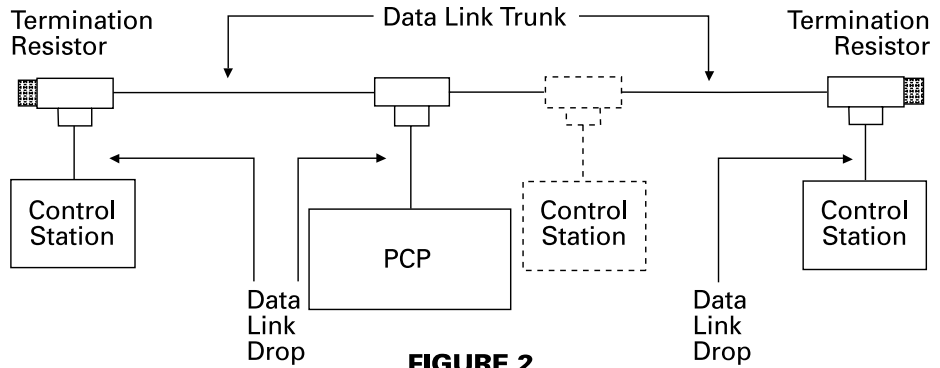 Termination
Resistor
Data Link Trunk
Termination
Resistor
Control
Station
PCP
Control
Station
Control
Station
Data
Link
Drop
Data
Link
Drop
FIGURE 2